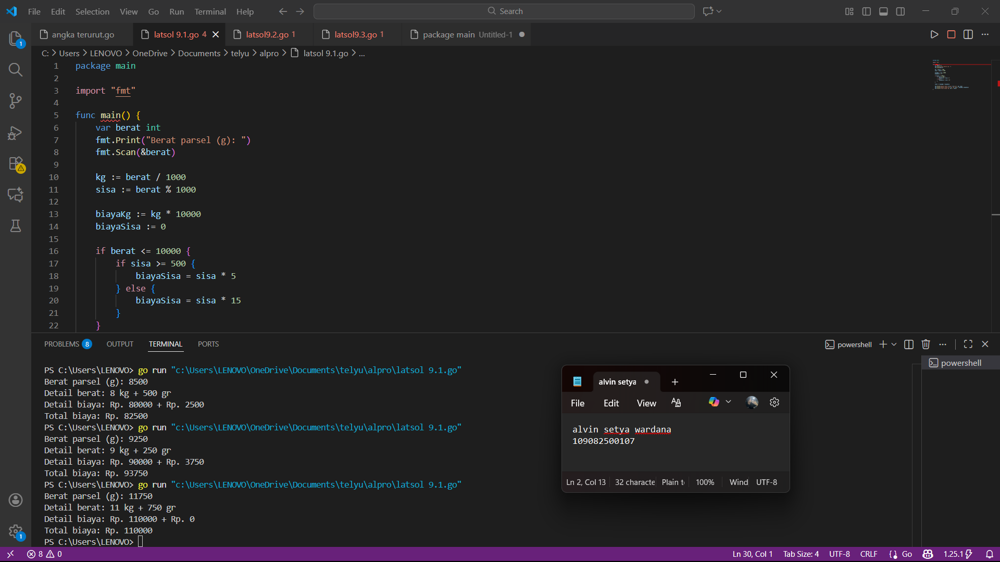 File Edit Selection View Go Run Terminal Help
Search
angka terurut.go
latsol 9.1.go 4
latsol9.2.go 1
latsol9.3.go 1
package main Untitled-1
C: > Users > LENOVO > OneDrive > Documents > telyu > alpro > latsol 9.1.go > ...
1 package main
2
3 import "fmt"
4
5 func main() {
6 var berat int
7 fmt.Print("Berat parsel (g): ")
8 fmt.Scan(&berat)
9
10 kg := berat / 1000
11 sisa := berat % 1000
12
13 biayaKg := kg * 10000
14 biayaSisa := 0
15
16 if berat <= 10000 {
17 if sisa >= 500 {
18 biayaSisa = sisa * 5
19 } else {
20 biayaSisa = sisa * 15
21 }
22 }
PROBLEMS 8 OUTPUT TERMINAL PORTS
powershell
powershell
PS C:\Users\LENOVO> go run "c:\Users\LENOVO\OneDrive\Documents\telyu\alpro\latsol 9.1.go"
Berat parsel (g): 8500
Detail berat: 8 kg + 500 gr
Detail biaya: Rp. 80000 + Rp. 2500
Total biaya: Rp. 82500
PS C:\Users\LENOVO> go run "c:\Users\LENOVO\OneDrive\Documents\telyu\alpro\latsol 9.1.go"
Berat parsel (g): 9250
Detail berat: 9 kg + 250 gr
Detail biaya: Rp. 90000 + Rp. 3750
Total biaya: Rp. 93750
PS C:\Users\LENOVO> go run "c:\Users\LENOVO\OneDrive\Documents\telyu\alpro\latsol 9.1.go"
Berat parsel (g): 11750
Detail berat: 11 kg + 750 gr
Detail biaya: Rp. 110000 + Rp. 0
Total biaya: Rp. 110000
PS C:\Users\LENOVO>
alvin setya
File Edit View
alvin setya wardana
109082500107
Ln 2, Col 13 32 characte Plain t 100% Wind UTF-8
1
1
8 0
Ln 30, Col 1 Tab Size: 4 UTF-8 CRLF Go 1.25.1